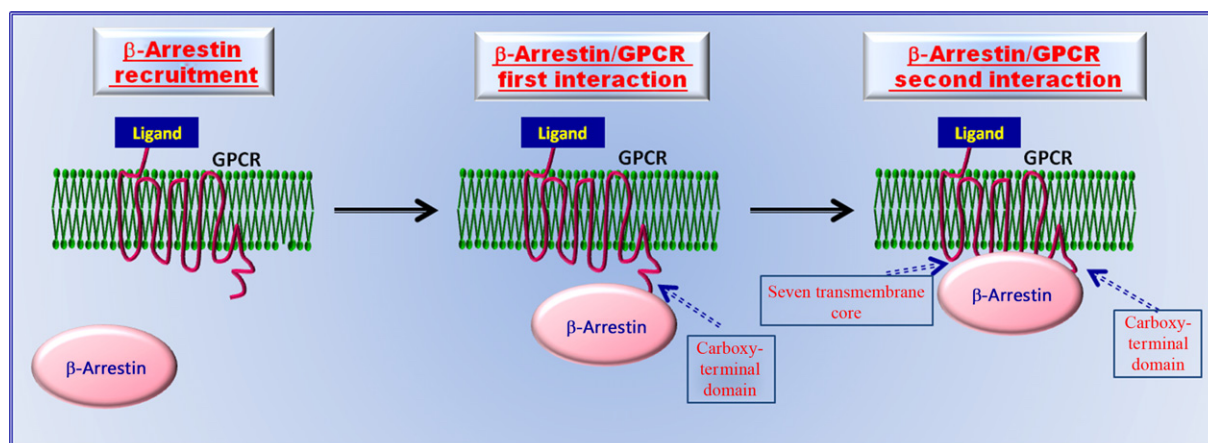 β-Arrestin
recruitment
Ligand
GPCR
β-Arrestin
β-Arrestin/GPCR
first interaction
Ligand
GPCR
β-Arrestin
Carboxy-
terminal
domain
β-Arrestin/GPCR
second interaction
Ligand
GPCR
Seven transmembrane
core
β-Arrestin
Carboxy-
terminal
domain